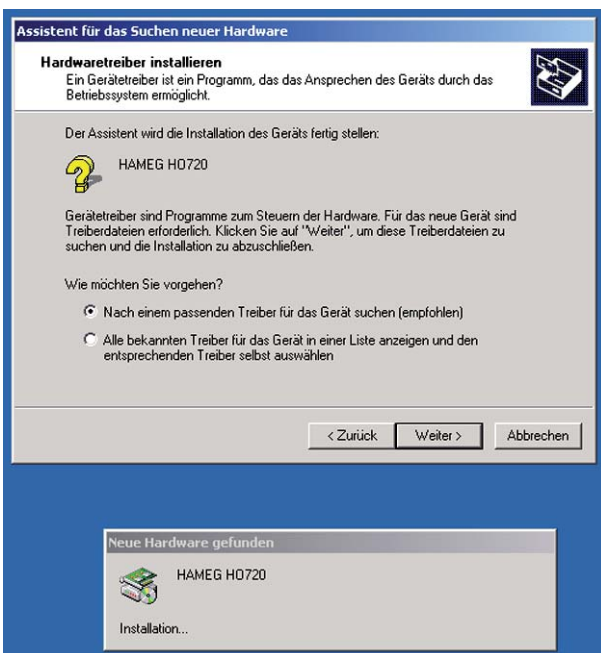 Assistent für das Suchen neuer Hardware
Hardwaretreiber installieren
Ein Gerätetreiber ist ein Programm, das das Ansprechen des Geräts durch das
Betriebssystem ermöglicht.
Der Assistent wird die Installation des Geräts fertig stellen:
HAMEG HO720
Gerätetreiber sind Programme zum Steuern der Hardware. Für das neue Gerät sind
Treiberdateien erforderlich. Klicken Sie auf "Weiter", um diese Treiberdateien zu
suchen und die Installation zu abzuschließen.
Wie möchten Sie vorgehen?
Nach einem passenden Treiber für das Gerät suchen (empfohlen)
Alle bekannten Treiber für das Gerät in einer Liste anzeigen und den
entsprechenden Treiber selbst auswählen
< Zurück Weiter > Abbrechen
Neue Hardware gefunden
HAMEG HO720
Installation...